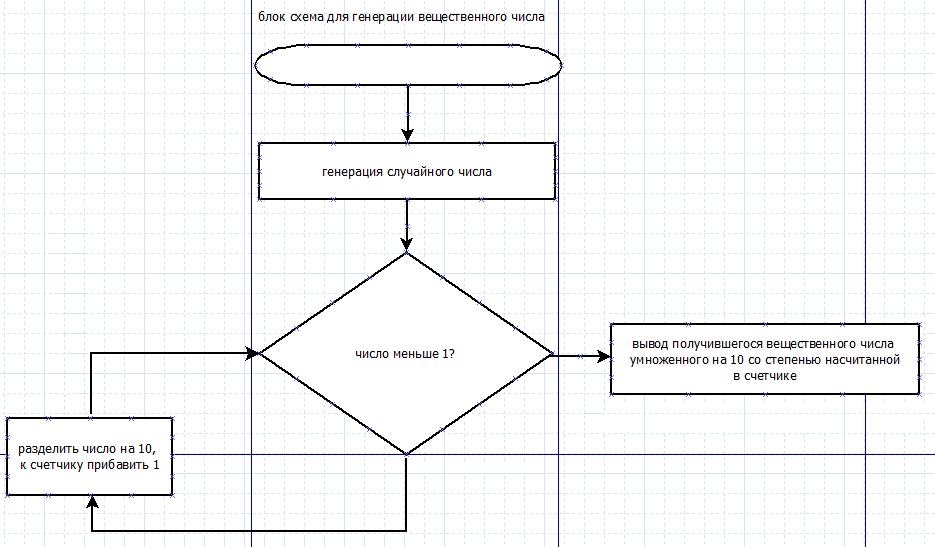 блок схема для генерации вещественного числа
генерация случайного числа
число меньше 1?
вывод получившегося вещественного числа
умноженного на 10 со степенью насчитанной
в счетчике
разделить число на 10,
к счетчику прибавить 1